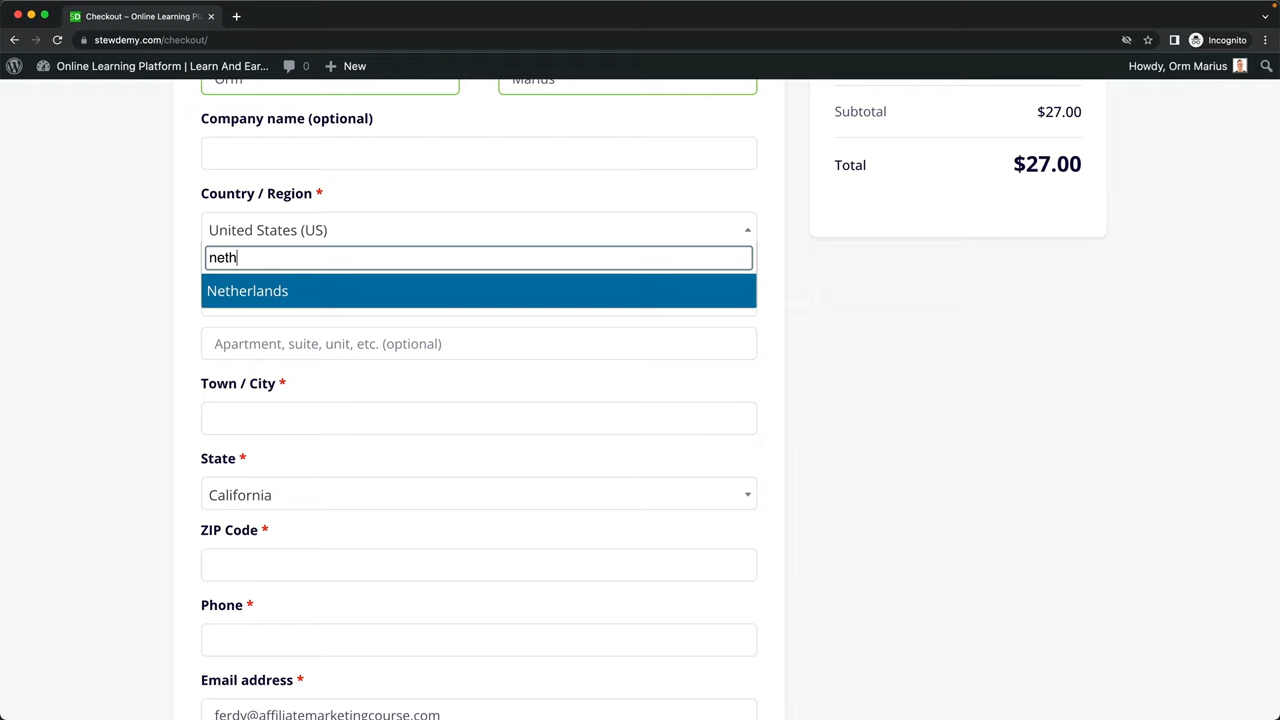 Checkout – Online Learning Pl
stewdemy.com/checkout/
Incognito
Online Learning Platform | Learn And Ear... 0 New
Howdy, Orm Marius
Orm Marius
Company name (optional)
Country / Region *
United States (US)
neth
Netherlands
Apartment, suite, unit, etc. (optional)
Town / City *
State *
California
ZIP Code *
Phone *
Email address *
ferdy@affiliatemarketingcourse.com
Subtotal $27.00
Total $27.00